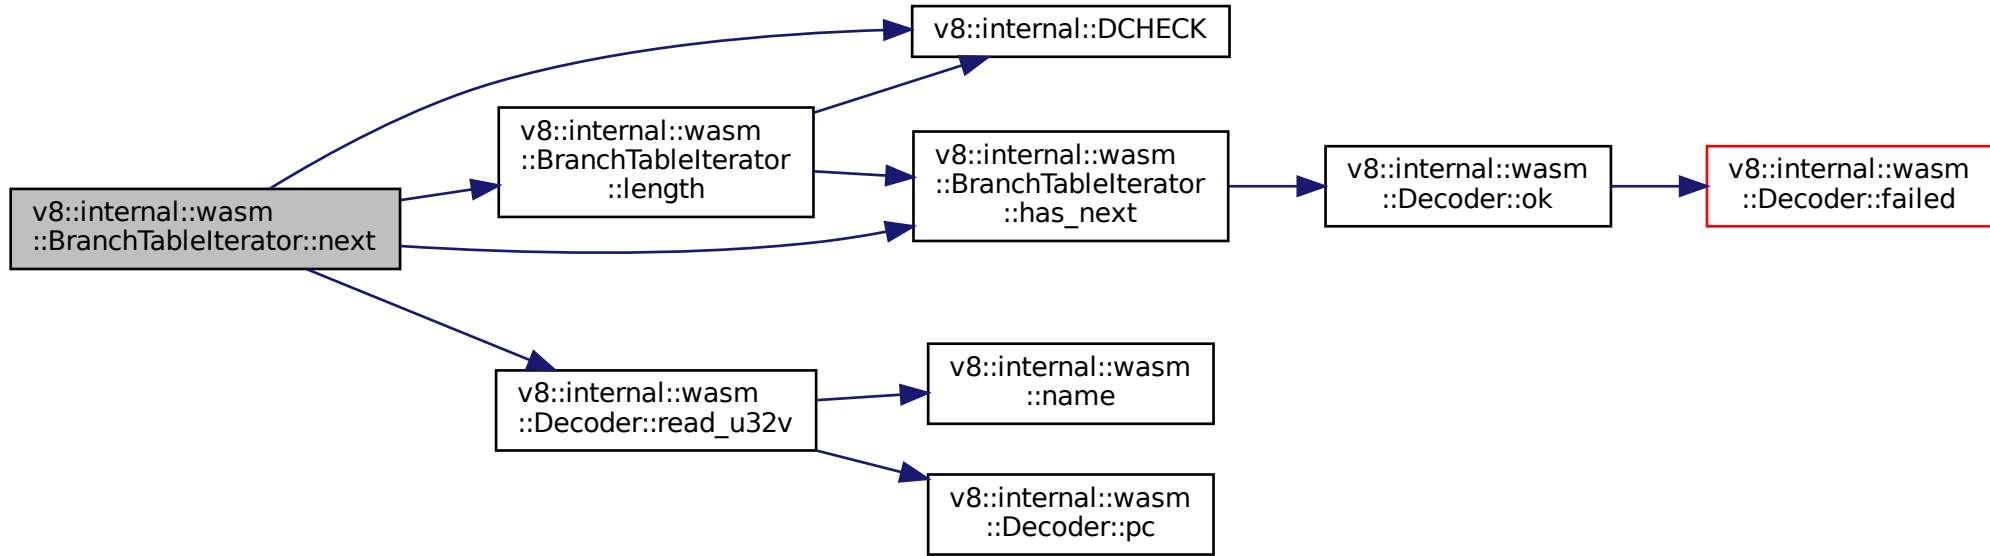 v8::internal::wasm
::BranchTableIterator::next
v8::internal::DCHECK
v8::internal::wasm
::BranchTableIterator
::length
v8::internal::wasm
::BranchTableIterator
::has_next
v8::internal::wasm
::Decoder::ok
v8::internal::wasm
::Decoder::failed
v8::internal::wasm
::Decoder::read_u32v
v8::internal::wasm
::name
v8::internal::wasm
::Decoder::pc